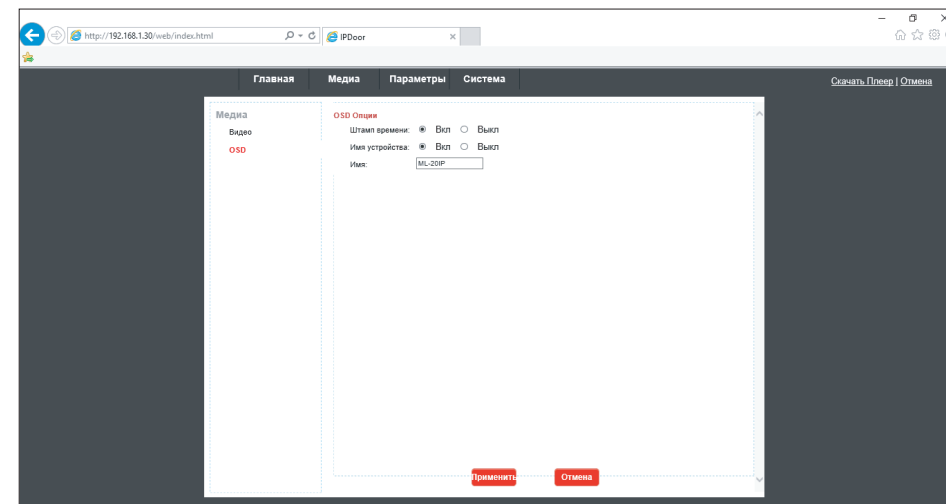 http://192.168.1.30/web/index.html
IPDoor
Главная Медиа Параметры Система
Скачать Плеер | Отмена
Медиа
Видео
OSD
OSD Опции
Штамп времени: Вкл Выкл
Имя устройства: Вкл Выкл
Имя: ML-20IP
Применить Отмена